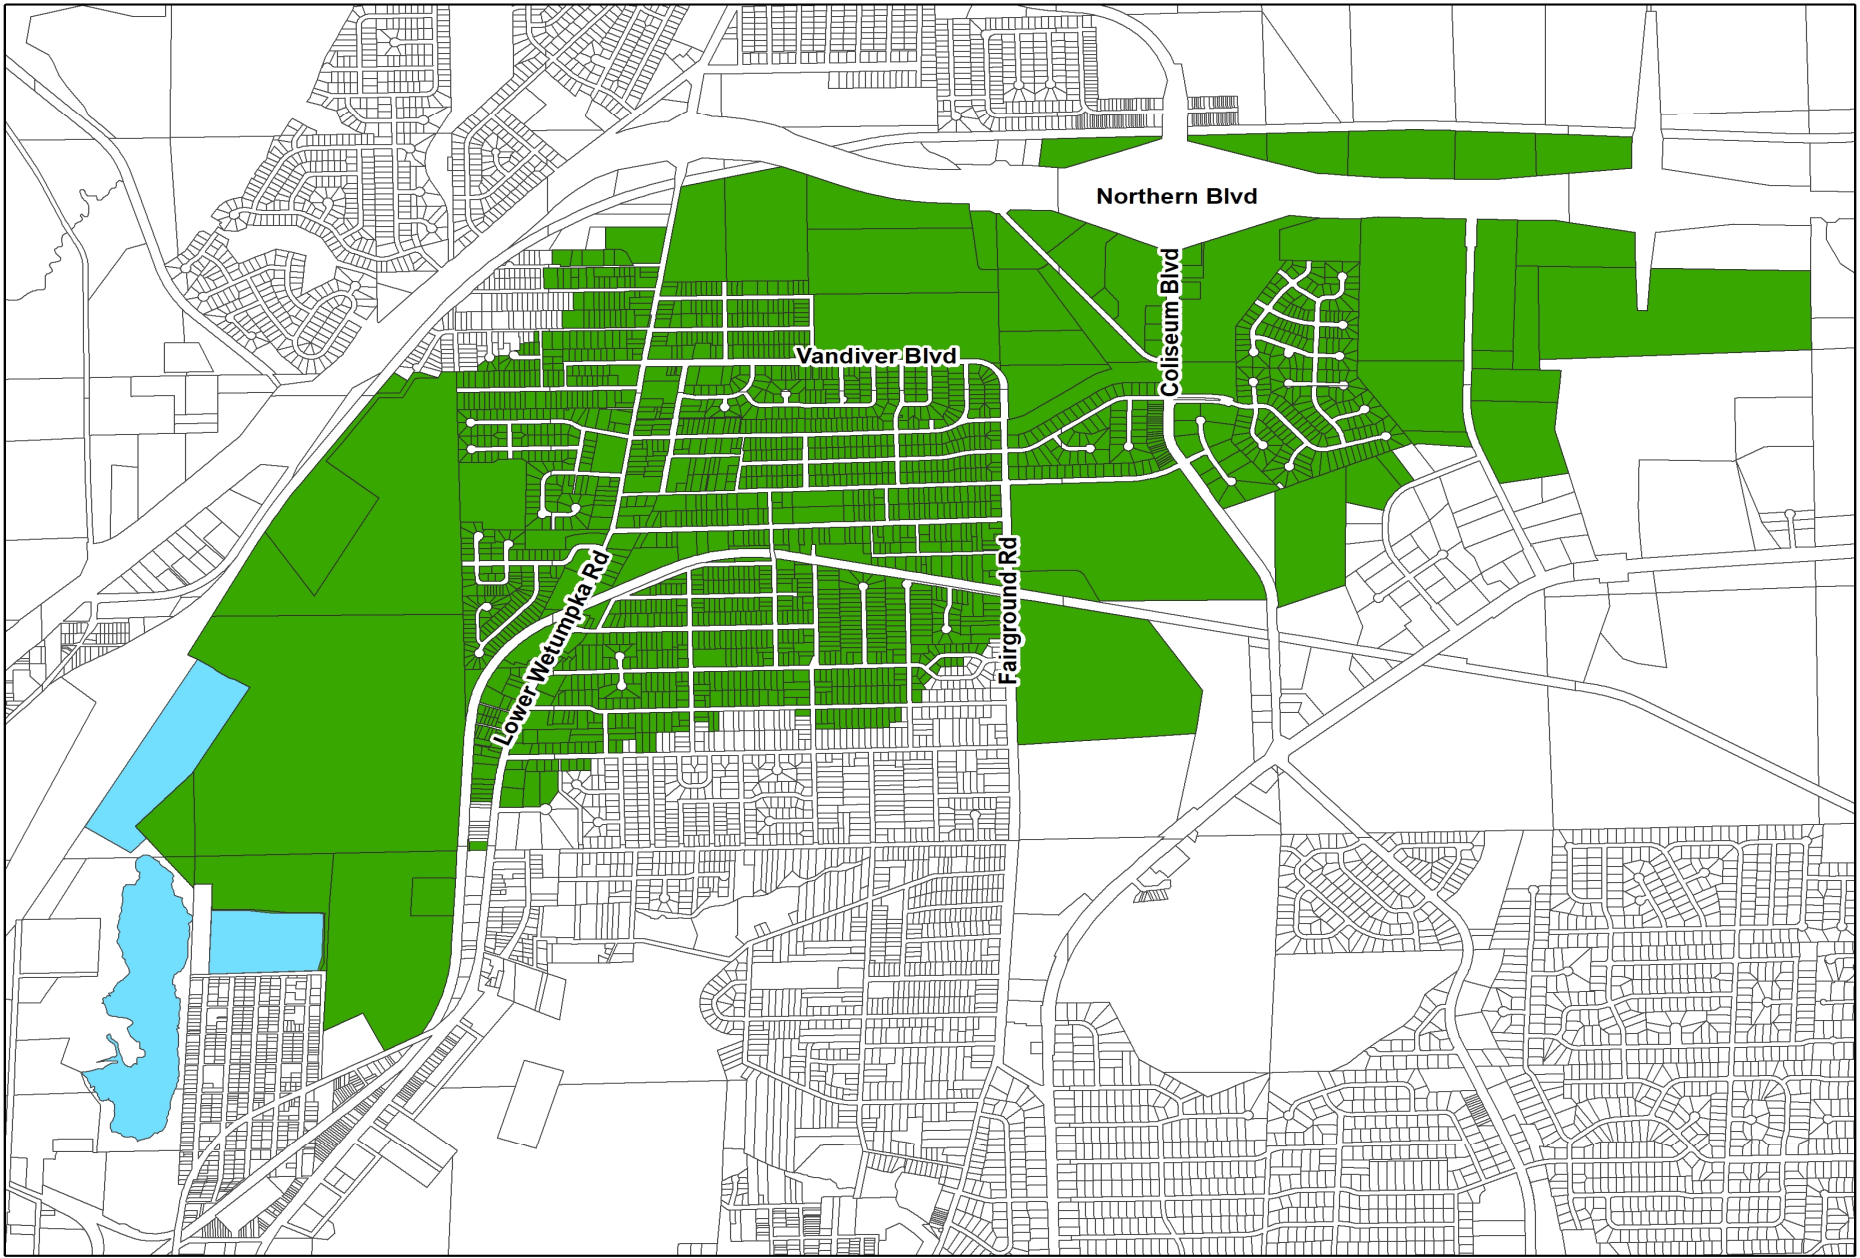 Northern Blvd
Coliseum Blvd
Vandiver Blvd
Fairground Rd
Lower Wetumpka Rd